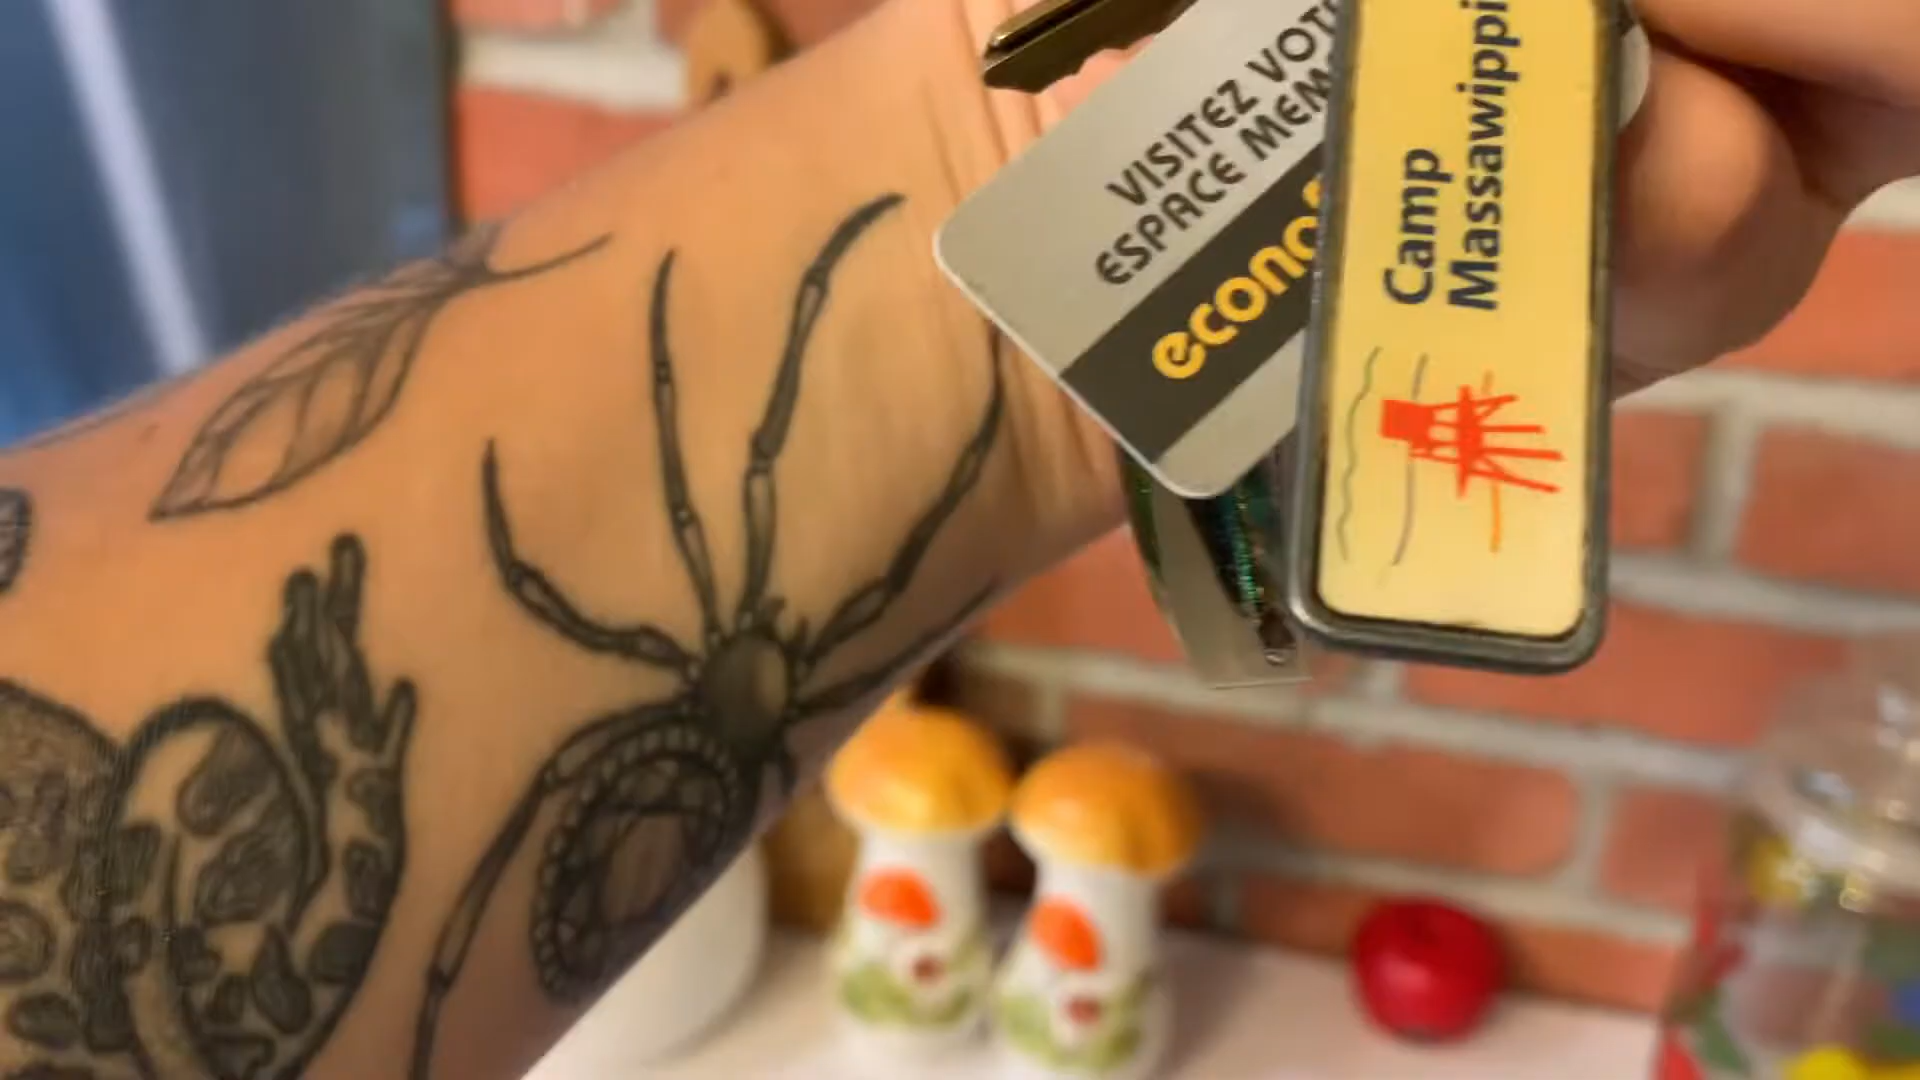 VISITEZ VOT
ESPACE MEM
econo
Camp
Massawippi